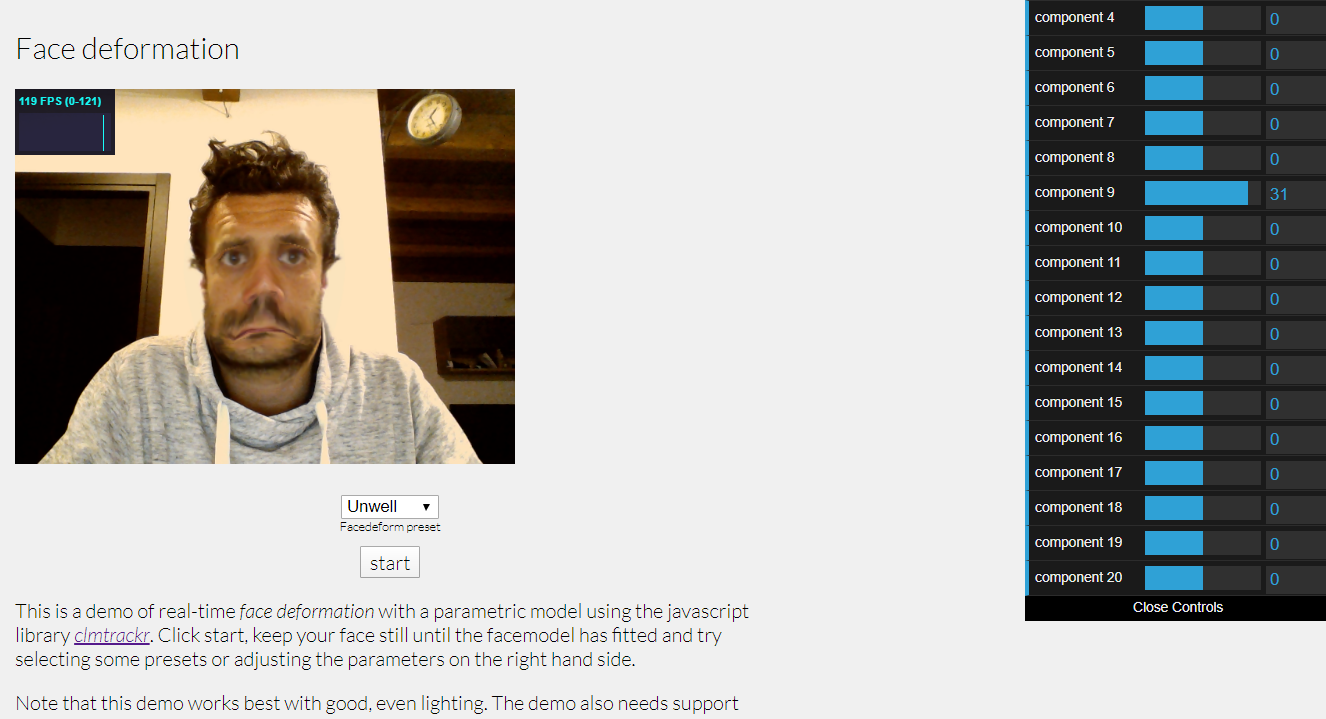 Face deformation
119 FPS (0-121)
Unwell
Facedeform preset
start
This is a demo of real-time face deformation with a parametric model using the javascript
library clmtrackr. Click start, keep your face still until the facemodel has fitted and try
selecting some presets or adjusting the parameters on the right hand side.
Note that this demo works best with good, even lighting. The demo also needs support
component 4 0
component 5 0
component 6 0
component 7 0
component 8 0
component 9 31
component 10 0
component 11 0
component 12 0
component 13 0
component 14 0
component 15 0
component 16 0
component 17 0
component 18 0
component 19 0
component 20 0
Close Controls